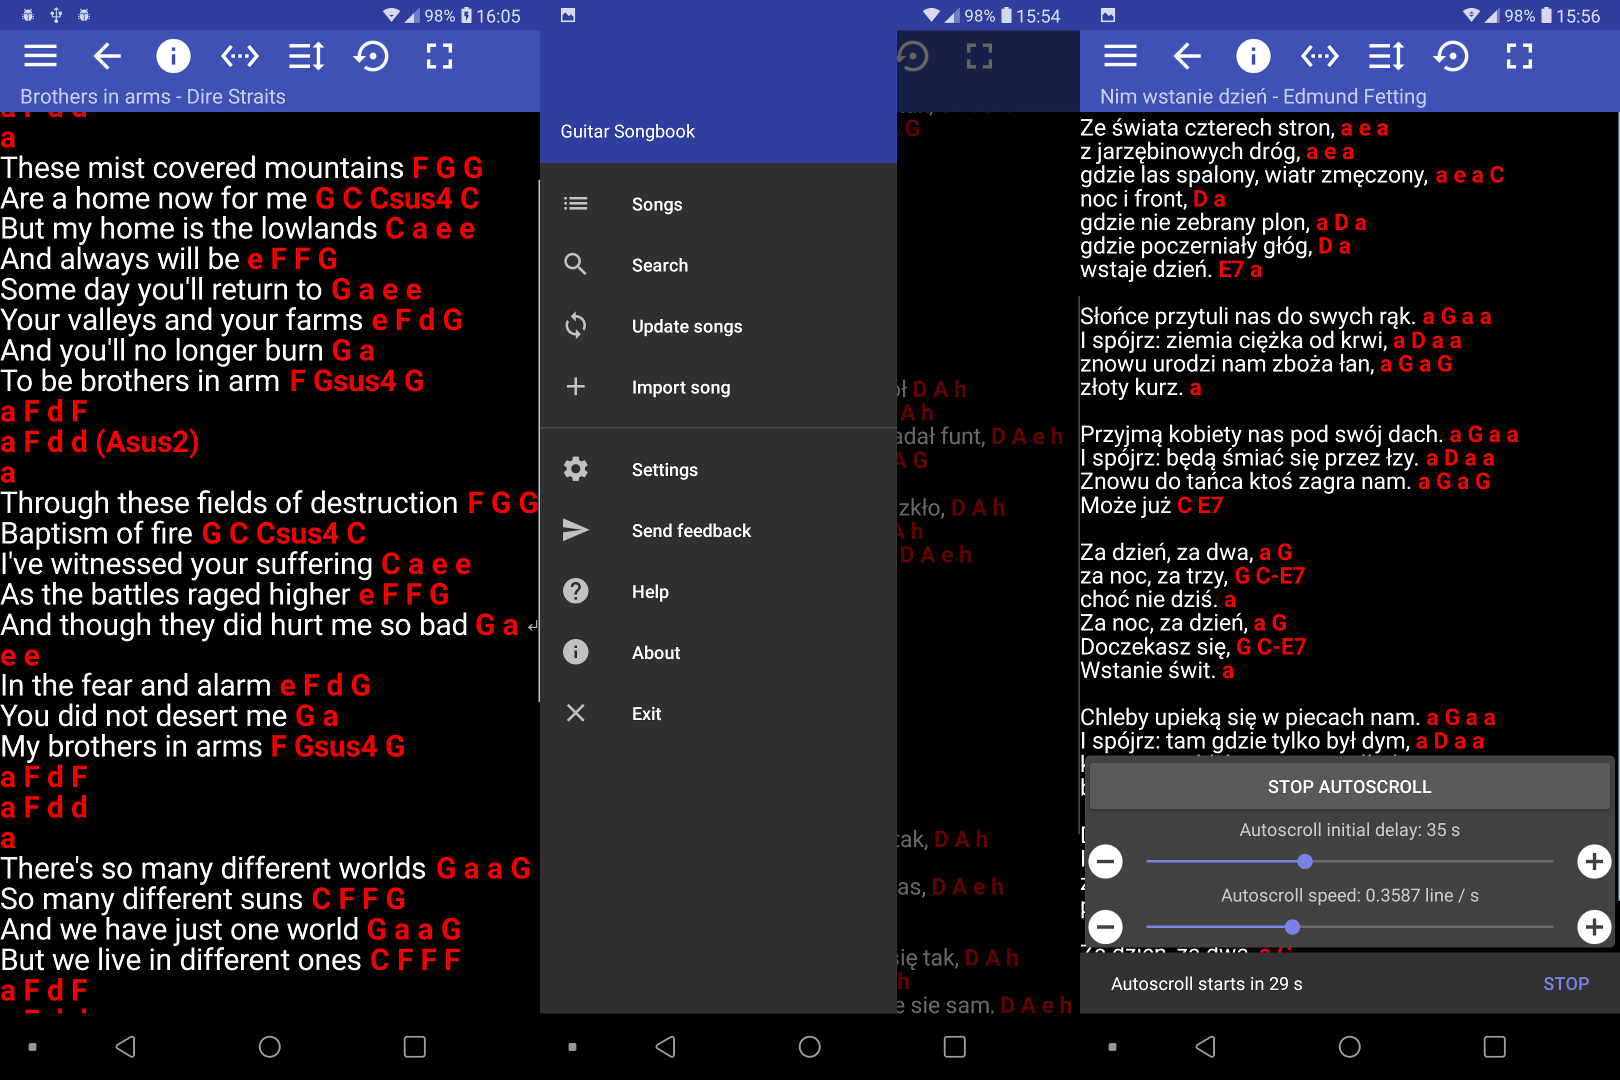 98% 16:05
Brothers in arms - Dire Straits
a F d d
a
These mist covered mountains F G G
Are a home now for me G C Csus4 C
But my home is the lowlands C a e e
And always will be e F F G
Some day you'll return to G a e e
Your valleys and your farms e F d G
And you'll no longer burn G a
To be brothers in arm F Gsus4 G
a F d F
a F d d (Asus2)
a
Through these fields of destruction F G G
Baptism of fire G C Csus4 C
I've witnessed your suffering C a e e
As the battles raged higher e F F G
And though they did hurt me so bad G a ↵
e e
In the fear and alarm e F d G
You did not desert me G a
My brothers in arms F Gsus4 G
a F d F
a F d d
a
There's so many different worlds G a a G
So many different suns C F F G
And we have just one world G a a G
But we live in different ones C F F F
a F d F
98% 15:54
Guitar Songbook
Songs
Search
Update songs
Import song
Settings
Send feedback
Help
About
Exit
G
D A h
A h
adał funt, D A e h
A G
zkło, D A h
h
D A e h
tak, D A h
as, D A e h
się tak, D A h
h
e sie sam. D A e h
98% 15:56
Nim wstanie dzień - Edmund Fetting
Ze świata czterech stron, a e a
z jarzębinowych dróg, a e a
gdzie las spalony, wiatr zmęczony, a e a C
noc i front, D a
gdzie nie zebrany plon, a D a
gdzie poczerniały głóg, D a
wstaje dzień. E7 a
Słońce przytuli nas do swych rąk. a G a a
I spójrz: ziemia ciężka od krwi, a D a a
znowu urodzi nam zboża łan, a G a G
złoty kurz. a
Przyjmą kobiety nas pod swój dach. a G a a
I spójrz: będą śmiać się przez łzy. a D a a
Znowu do tańca ktoś zagra nam. a G a G
Może już C E7
Za dzień, za dwa, a G
za noc, za trzy, G C-E7
choć nie dziś. a
Za noc, za dzień, a G
Doczekasz się, G C-E7
Wstanie świt. a
Chleby upieką się w piecach nam. a G a a
I spójrz: tam gdzie tylko był dym, a D a a
STOP AUTOSCROLL
Autoscroll initial delay: 35 s
Autoscroll speed: 0.3587 line / s
Za dzień, za dwa, a G
Autoscroll starts in 29 s STOP